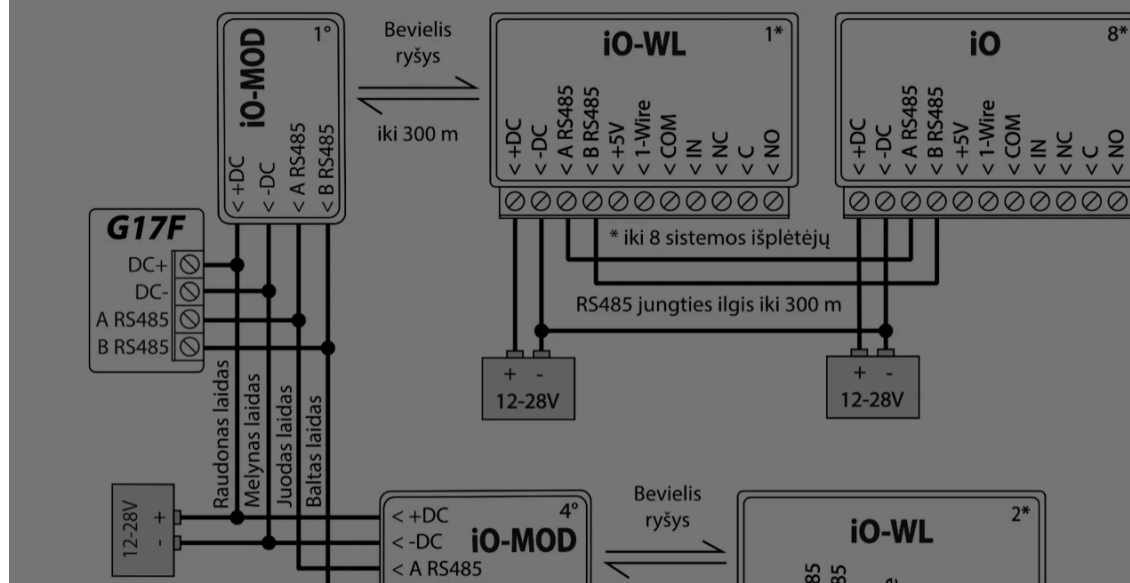 iO-MOD
1°
< +DC
< -DC
< A RS485
< B RS485
Bevielis
ryšys
iki 300 m
iO-WL
1*
< +DC
< -DC
< A RS485
< B RS485
< +5V
< 1-Wire
< COM
< IN
< NC
< C
< NO
iO
8*
< +DC
< -DC
< A RS485
< B RS485
< +5V
< 1-Wire
< COM
< IN
< NC
< C
< NO
G17F
DC+
DC-
A RS485
B RS485
* iki 8 sistemos išplėtėjų
RS485 jungties ilgis iki 300 m
+ -
12-28V
+ -
12-28V
Raudonas laidas
Melynas laidas
Juodas laidas
Baltas laidas
12-28V
+
-
4°
< +DC
< -DC
iO-MOD
< A RS485
Bevielis
ryšys
iO-WL
2*